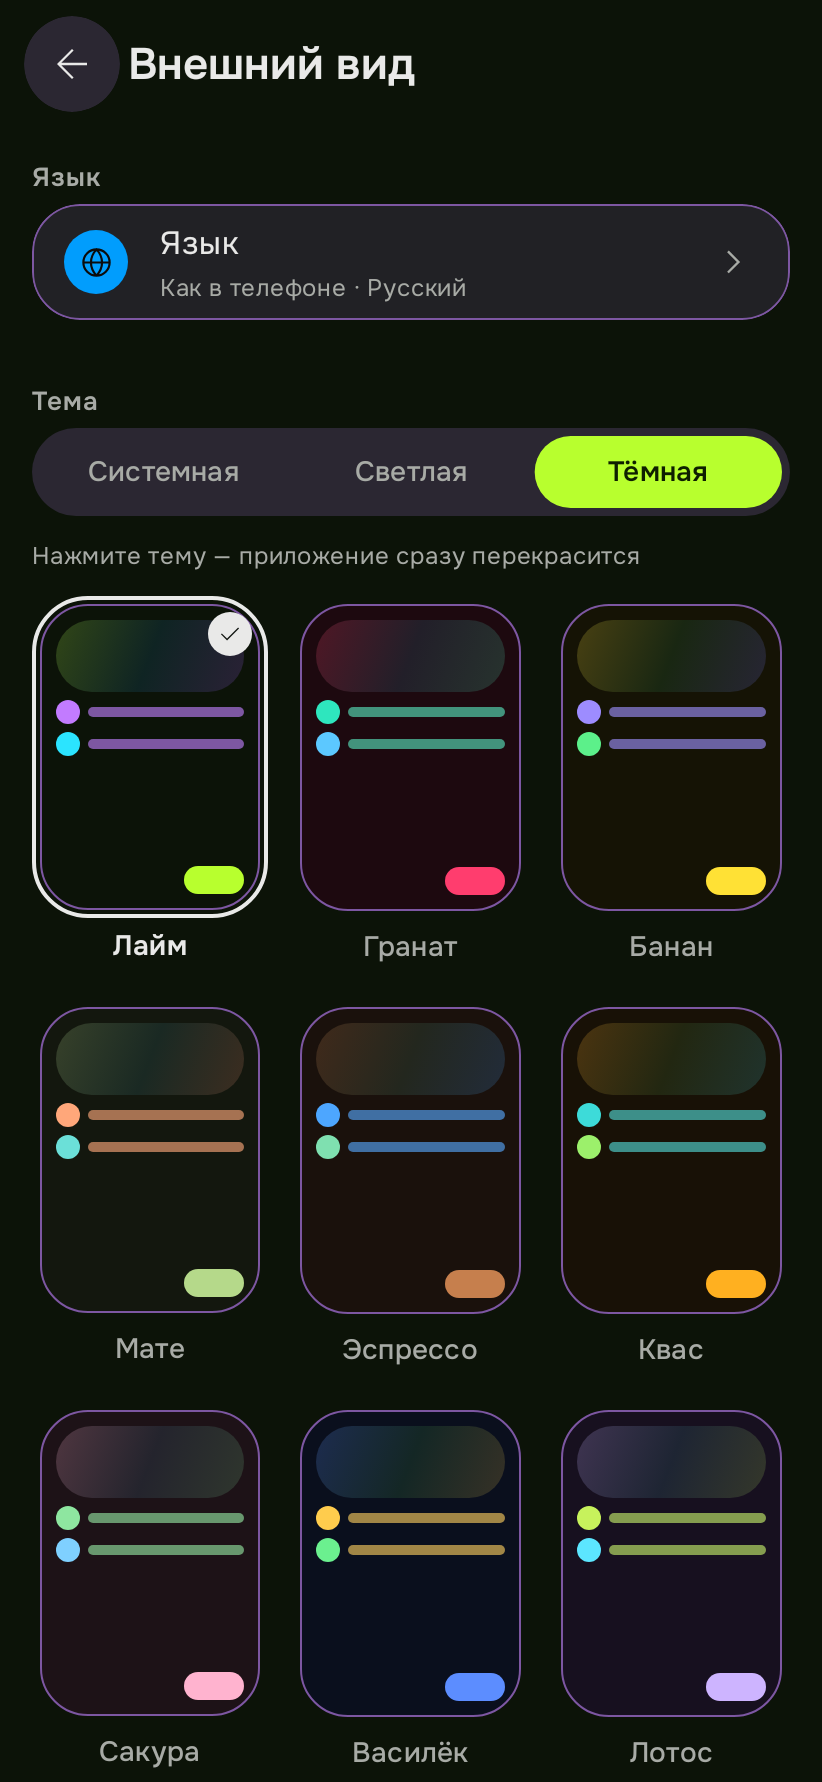 Внешний вид
Язык
Язык
Как в телефоне · Русский
Тема
Системная
Светлая
Тёмная
Нажмите тему — приложение сразу перекрасится
Лайм
Гранат
Банан
Мате
Эспрессо
Квас
Сакура
Василёк
Лотос